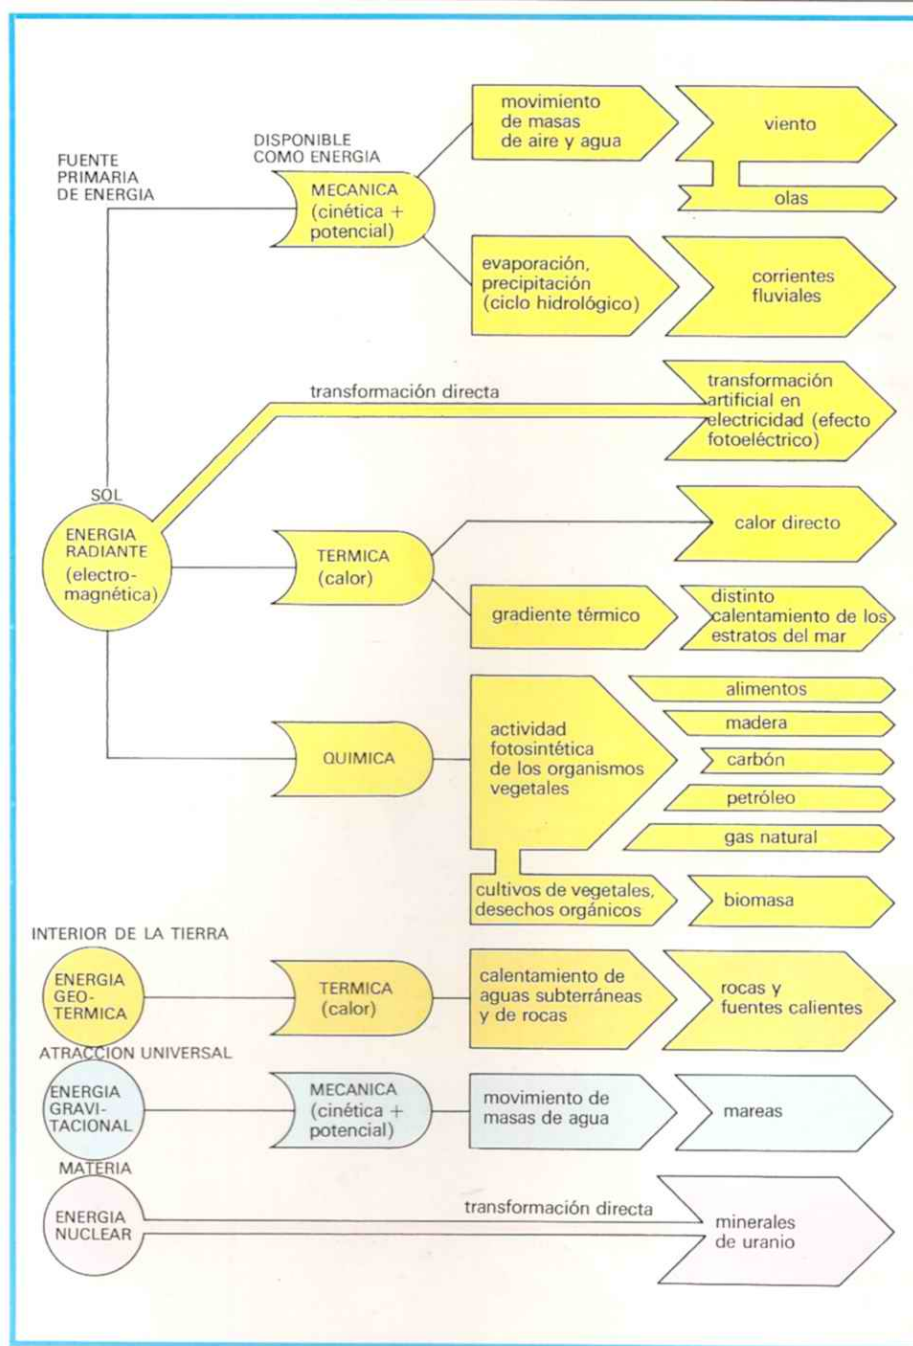 FUENTE
PRIMARIA
DE ENERGIA
DISPONIBLE
COMO ENERGIA
MECANICA
(cinética +
potencial)
movimiento
de masas
de aire y agua
viento
olas
evaporación,
precipitación
(ciclo hidrológico)
corrientes
fluviales
transformación directa
transformación
artificial en
electricidad (efecto
fotoeléctrico)
SOL
ENERGIA
RADIANTE
(electro-
magnética)
TERMICA
(calor)
calor directo
gradiente térmico
distinto
calentamiento de los
estratos del mar
QUIMICA
actividad
fotosintética
de los organismos
vegetales
alimentos
madera
carbón
petróleo
gas natural
cultivos de vegetales,
desechos orgánicos
biomasa
INTERIOR DE LA TIERRA
ENERGIA
GEO-
TERMICA
TERMICA
(calor)
calentamiento de
aguas subterráneas
y de rocas
rocas y
fuentes calientes
ATRACCION UNIVERSAL
ENERGIA
GRAVI-
TACIONAL
MECANICA
(cinética +
potencial)
movimiento de
masas de agua
mareas
MATERIA
ENERGIA
NUCLEAR
transformación directa
minerales
de uranio